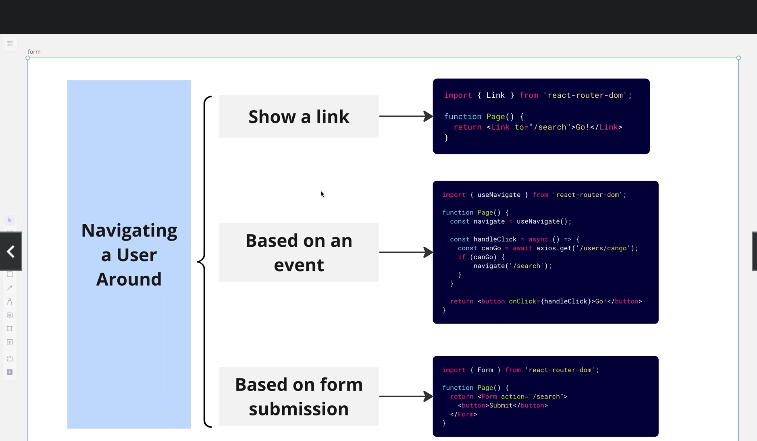 form
Navigating
a User
Around
Show a link
import { Link } from 'react-router-dom';
function Page() {
return <Link to="/search">Go!</Link>
}
Based on an
event
import { useNavigate } from 'react-router-dom';
function Page() {
const navigate = useNavigate();
const handleClick = async () => {
const canGo = await axios.get('/users/cango');
if (canGo) {
navigate('/search');
}
}
return <button onClick={handleClick}>Go!</button>
}
Based on form
submission
import { Form } from 'react-router-dom';
function Page() {
return <Form action="/search">
<button>Submit</button>
</Form>
}